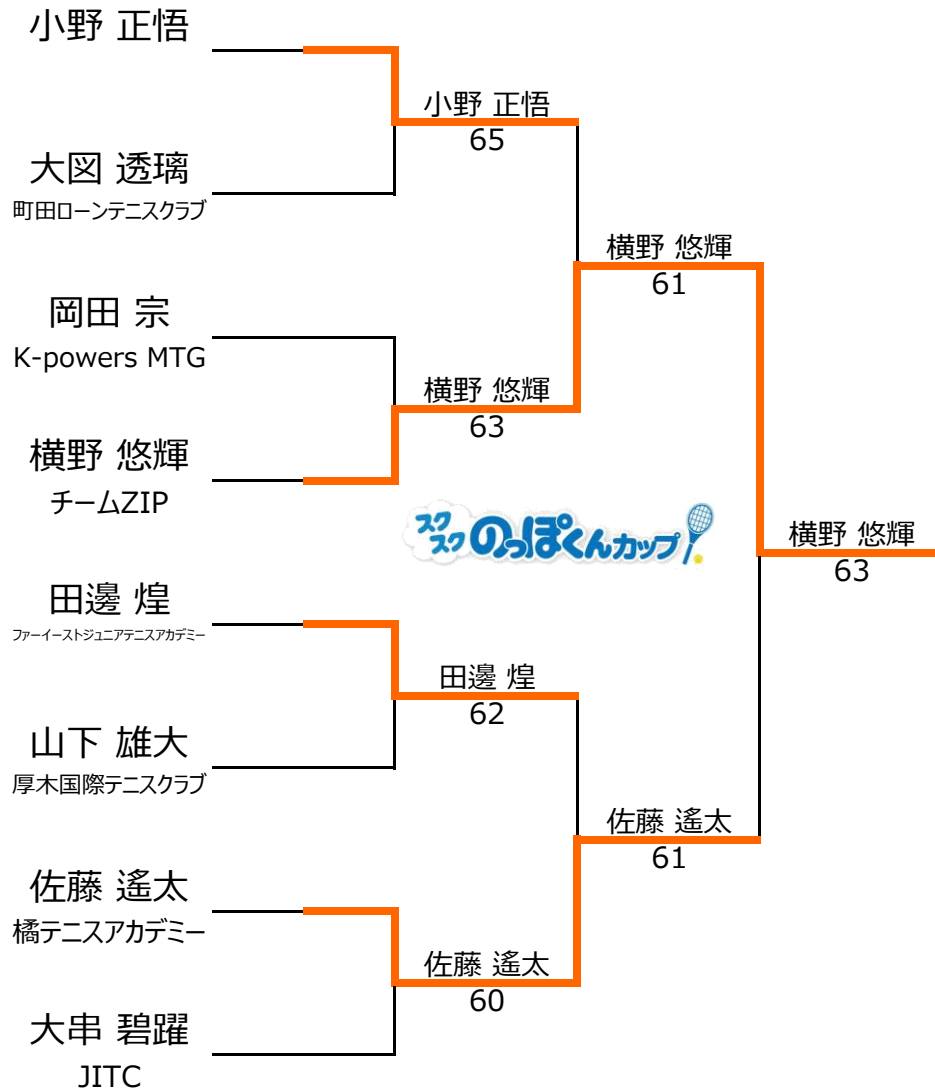 小野 正悟
大図 透璃
町田ローンテニスクラブ
岡田 宗
K-powers MTG
横野 悠輝
チームZIP
田邊 煌
ファーイーストジュニアテニスアカデミー
山下 雄大
厚木国際テニスクラブ
佐藤 遙太
橘テニスアカデミー
大串 碧躍
JITC
小野 正悟
65
横野 悠輝
63
田邊 煌
62
佐藤 遙太
60
横野 悠輝
61
佐藤 遙太
61
横野 悠輝
63
スクスクのっぽくんカップ